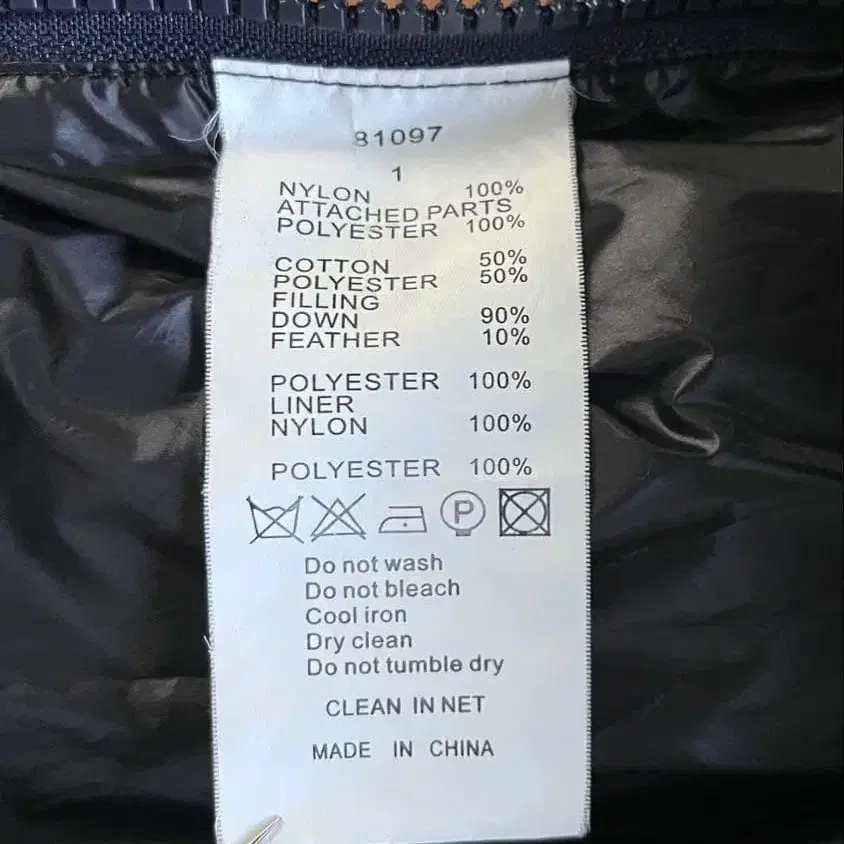 81097
1
NYLON 100%
ATTACHED PARTS
POLYESTER 100%
COTTON 50%
POLYESTER 50%
FILLING
DOWN 90%
FEATHER 10%
POLYESTER 100%
LINER
NYLON 100%
POLYESTER 100%
P
Do not wash
Do not bleach
Cool iron
Dry clean
Do not tumble dry
CLEAN IN NET
MADE IN CHINA